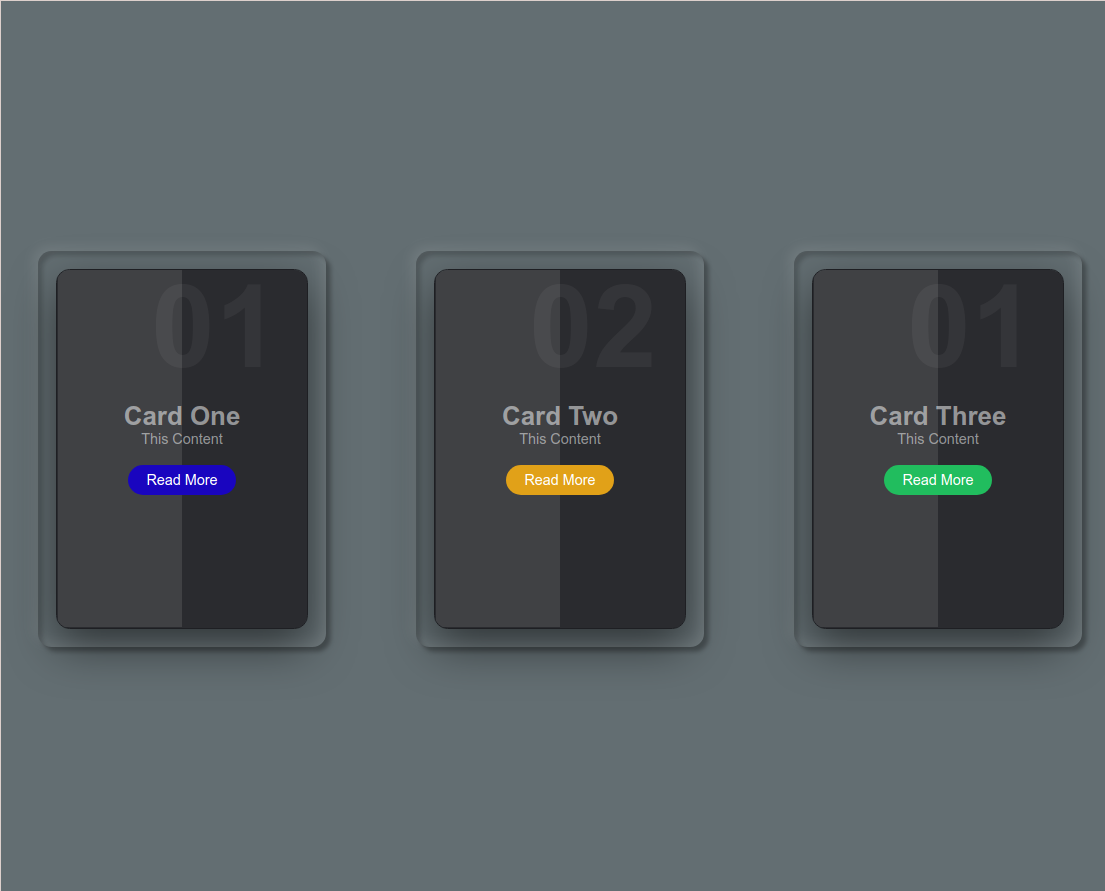 01
Card One
This Content
Read More
02
Card Two
This Content
Read More
01
Card Three
This Content
Read More